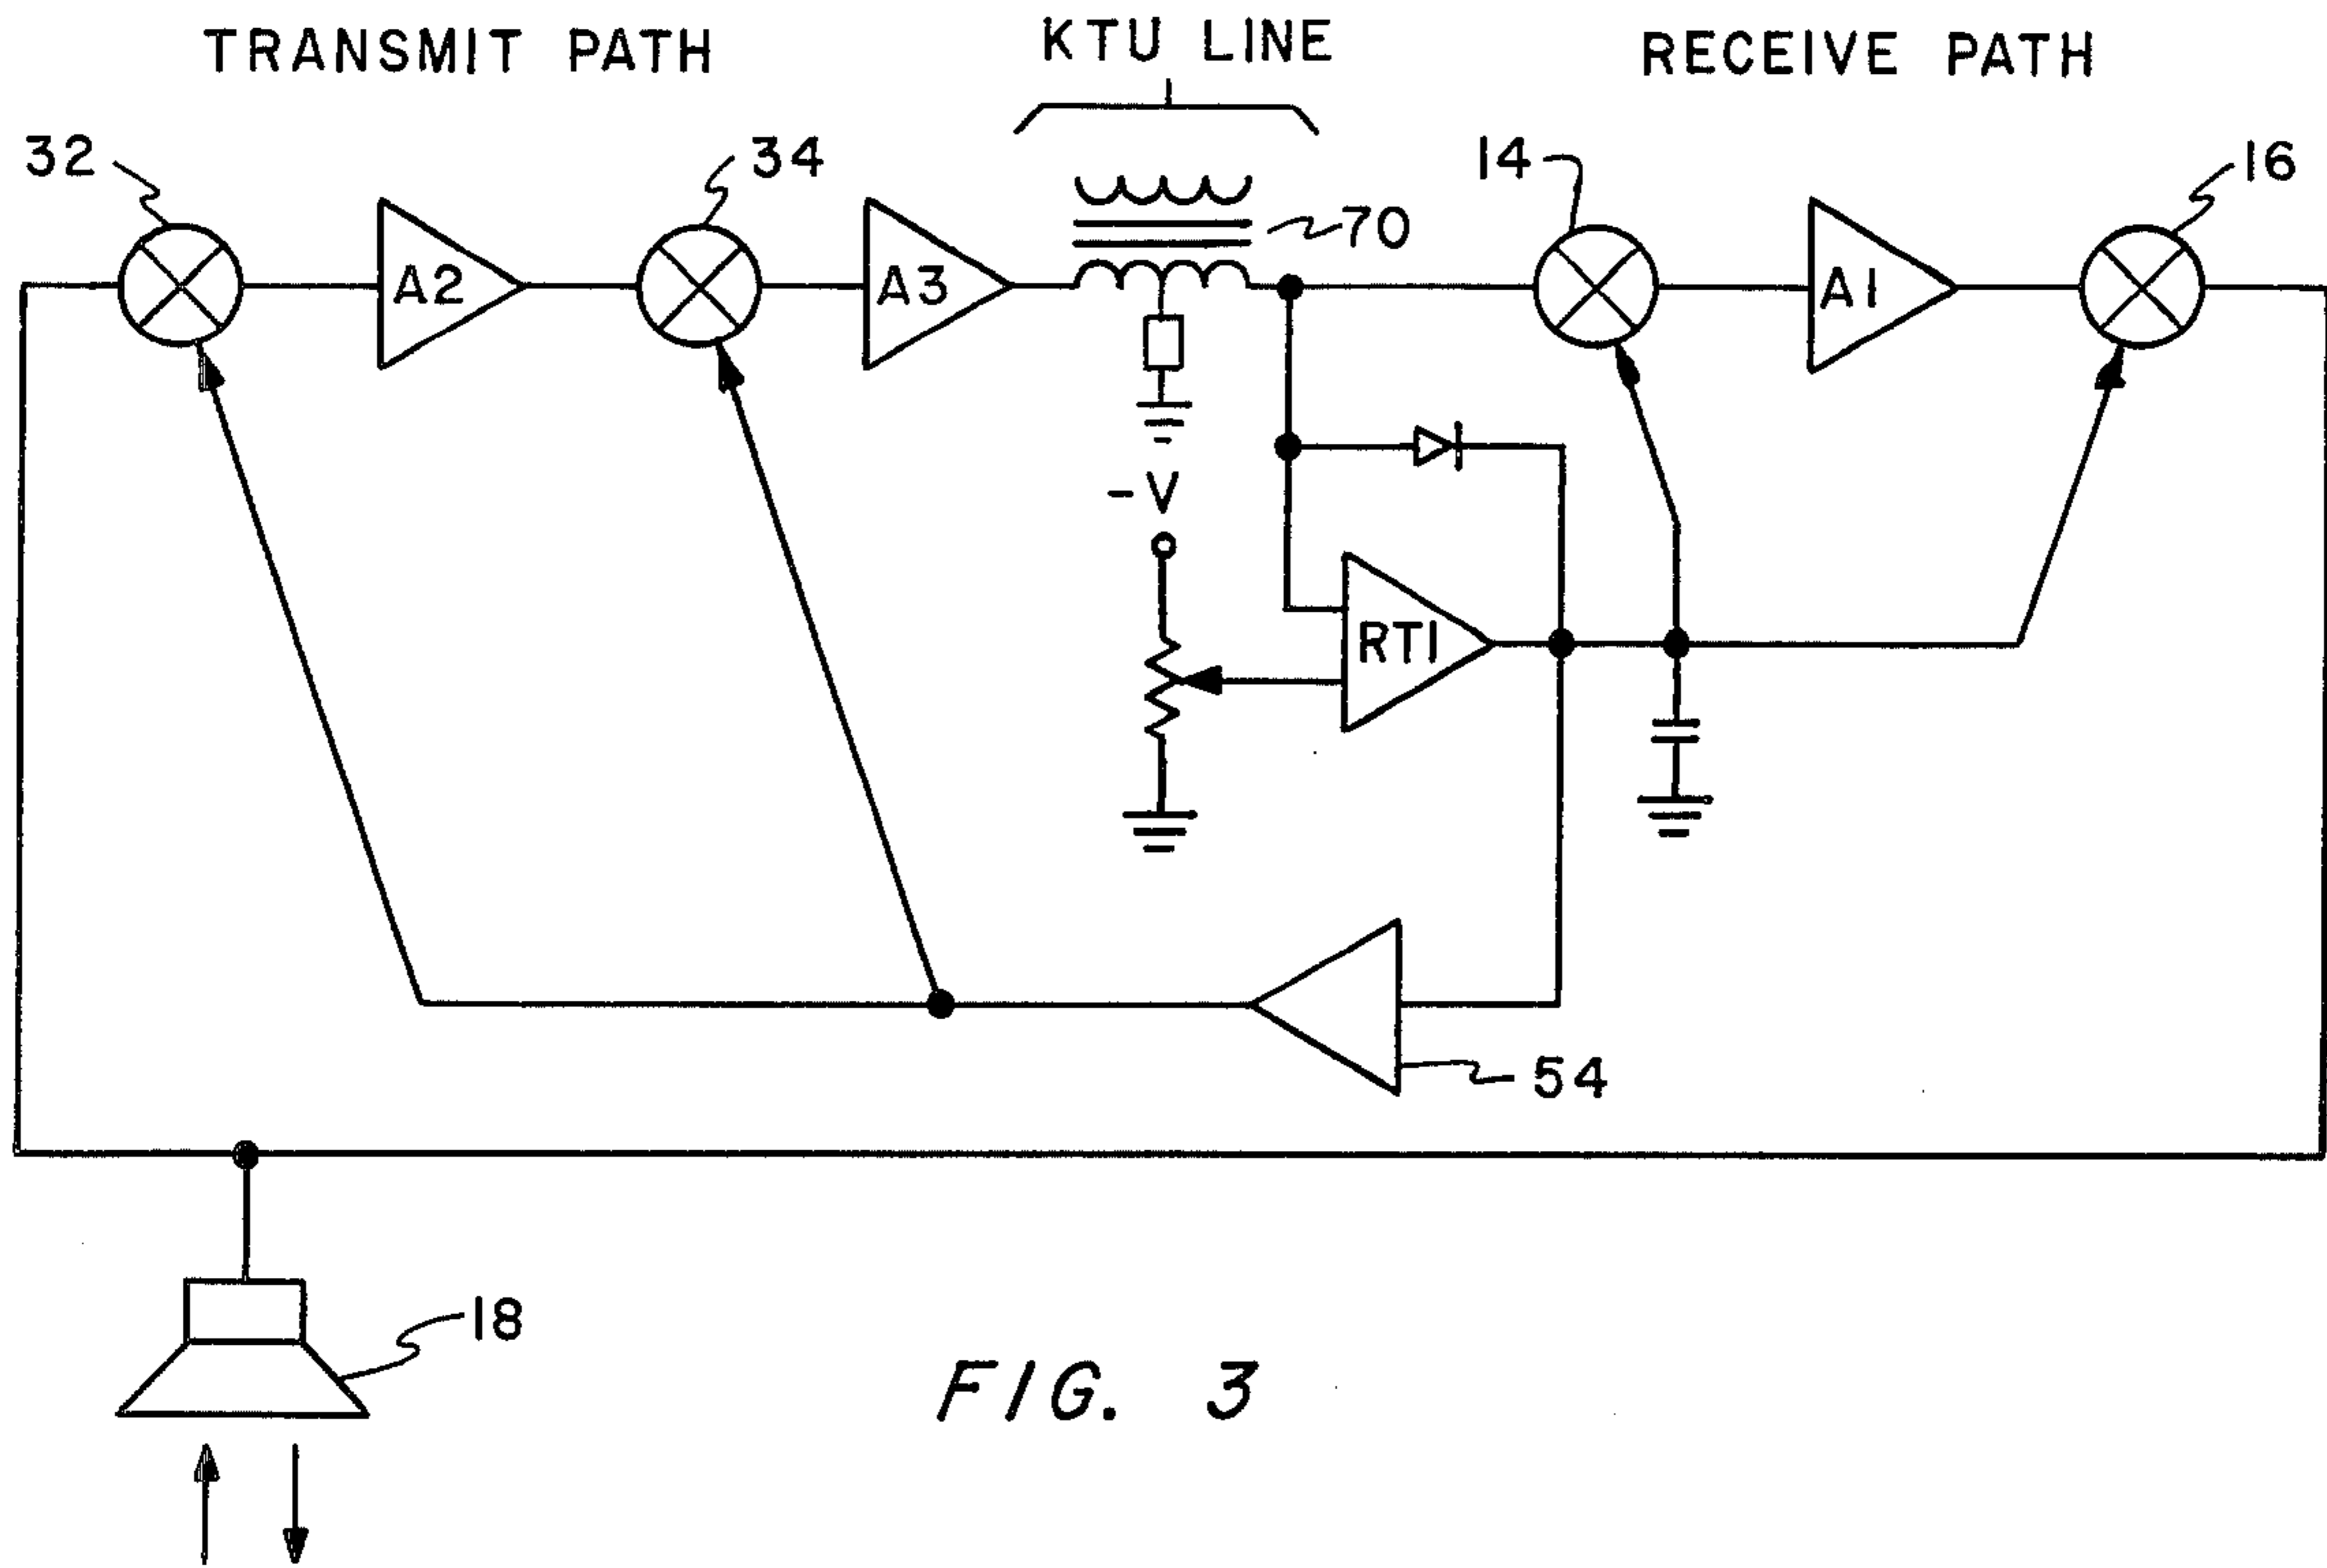 TRANSMIT PATH
KTU LINE
RECEIVE PATH
32
34
14
16
70
A2
A3
A1
-V
RT1
54
18
FIG. 3